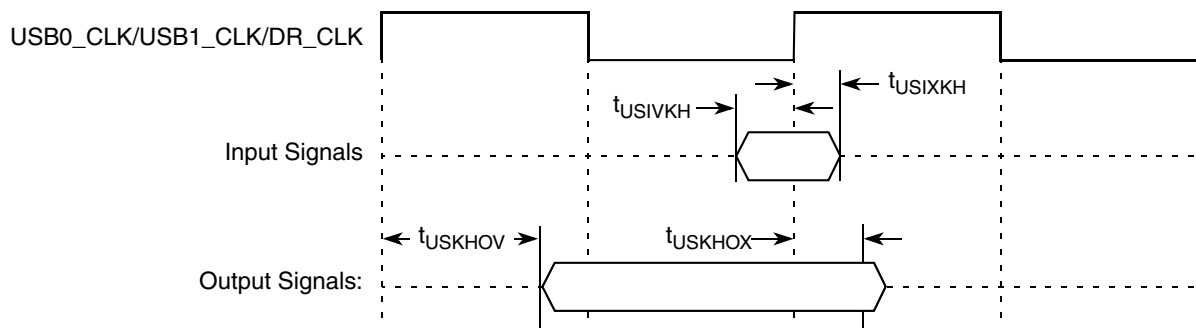 USB0_CLK/USB1_CLK/DR_CLK
tUSIXKH
tUSIVKH
Input Signals
tUSKHOV
tUSKHOX
Output Signals: